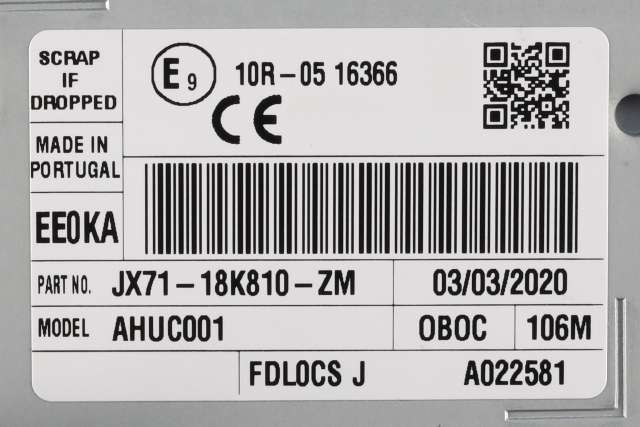 SCRAP
IF
DROPPED
E9 10R-05 16366
CE
MADE IN
PORTUGAL
EE0KA
PART NO. JX71-18K810-ZM 03/03/2020
MODEL AHUC001 OBOC 106M
FDL0CS J A022581